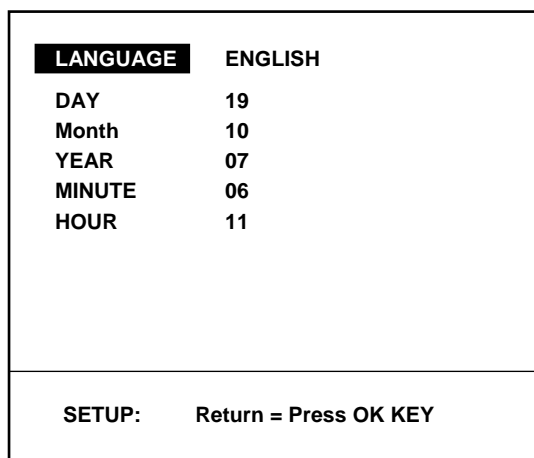 LANGUAGE ENGLISH
DAY 19
Month 10
YEAR 07
MINUTE 06
HOUR 11
SETUP: Return = Press OK KEY